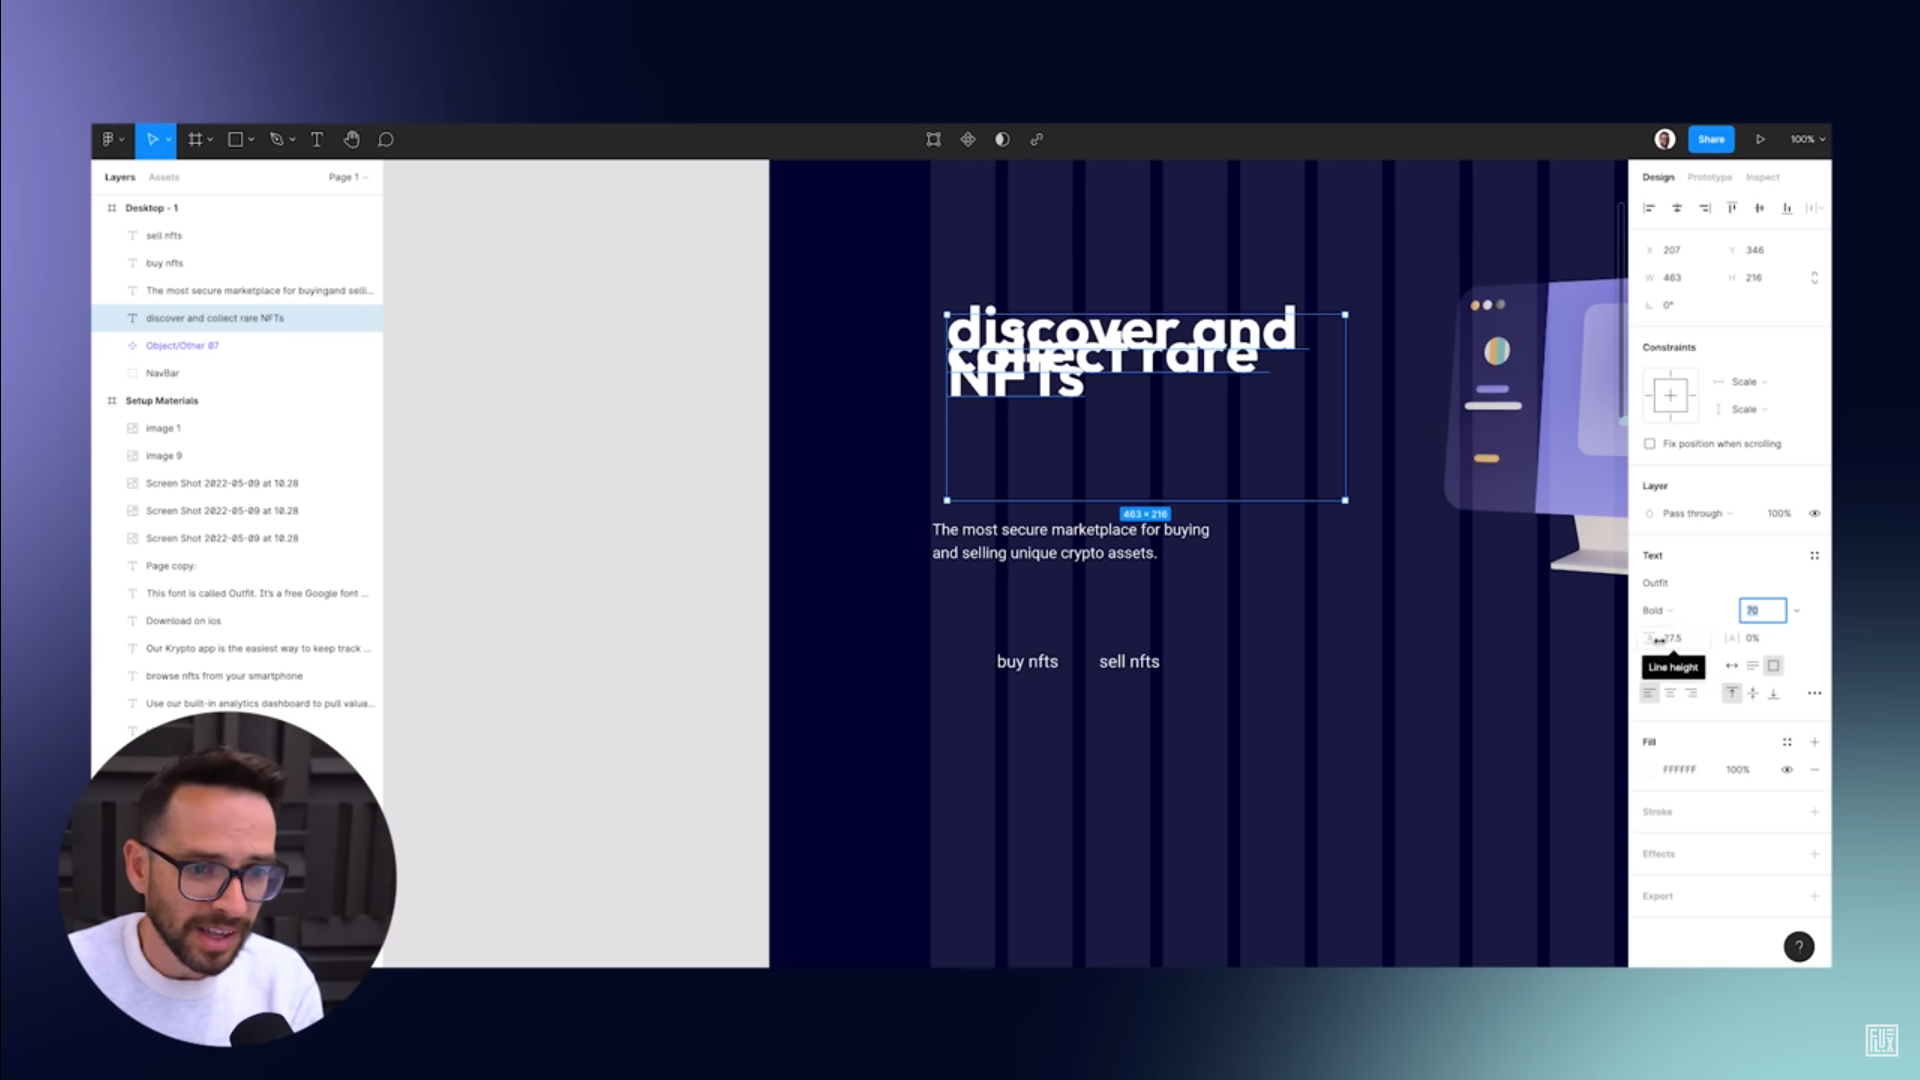 Share
100%
Layers
Assets
Page 1
Desktop - 1
sell nfts
buy nfts
The most secure marketplace for buyingand selli...
discover and collect rare NFTs
Object/Other 07
NavBar
Setup Materials
image 1
image 9
Screen Shot 2022-05-09 at 10.28
Screen Shot 2022-05-09 at 10.28
Screen Shot 2022-05-09 at 10.28
Page copy:
This font is called Outfit. It's a free Google font ...
Download on ios
Our Krypto app is the easiest way to keep track ...
browse nfts from your smartphone
Use our built-in analytics dashboard to pull valua...
discover and
collect rare
NFTs
463 × 216
The most secure marketplace for buying
and selling unique crypto assets.
buy nfts
sell nfts
Design
Prototype
Inspect
X 207
Y 346
W 463
H 216
0°
Constraints
Scale
Scale
Fix position when scrolling
Layer
Pass through
100%
Text
Outfit
Bold
70
27.5
|A| 0%
Line height
Fill
FFFFFF
100%
Stroke
Effects
Export
?
FLUX